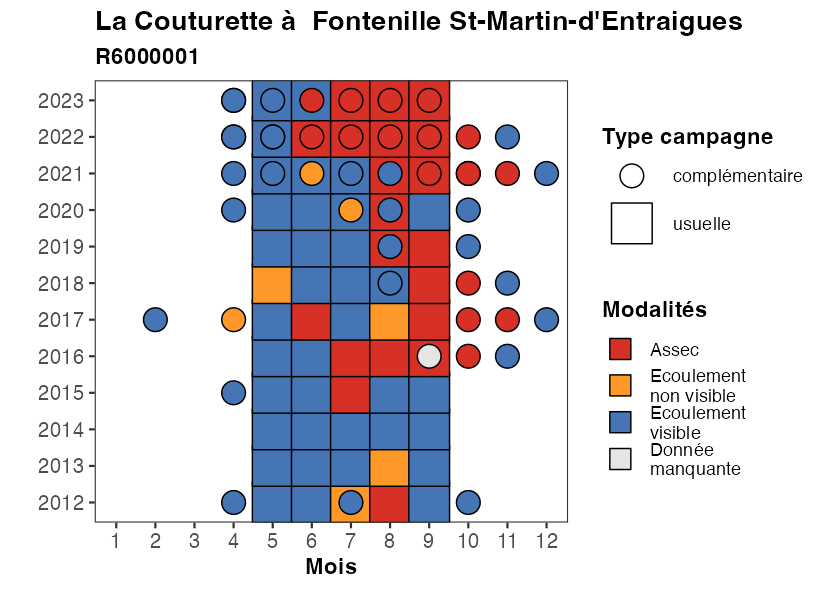 La Couturette à  Fontenille St-Martin-d'Entraigues
R6000001
2023
2022
2021
2020
2019
2018
2017
2016
2015
2014
2013
2012
1 2 3 4 5 6 7 8 9 10 11 12
Mois
Type campagne
complémentaire
usuelle
Modalités
Assec
Ecoulement
non visible
Ecoulement
visible
Donnée
manquante